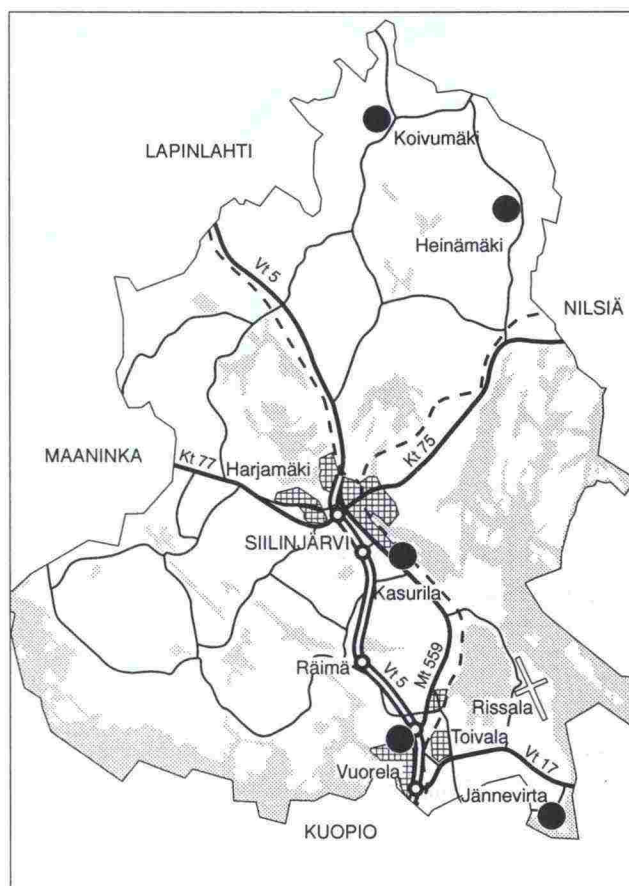 LAPINLAHTI
Koivumäki
Heinämäki
Vt 5
NILSIÄ
MAANINKA
Kt 77
Harjamäki
Kt 75
SIILINJÄRVI
Kasurila
Räimä
Vt 5
Mt 559
Rissala
Toivala
Vuorela
Vt 17
Jännevirta
KUOPIO